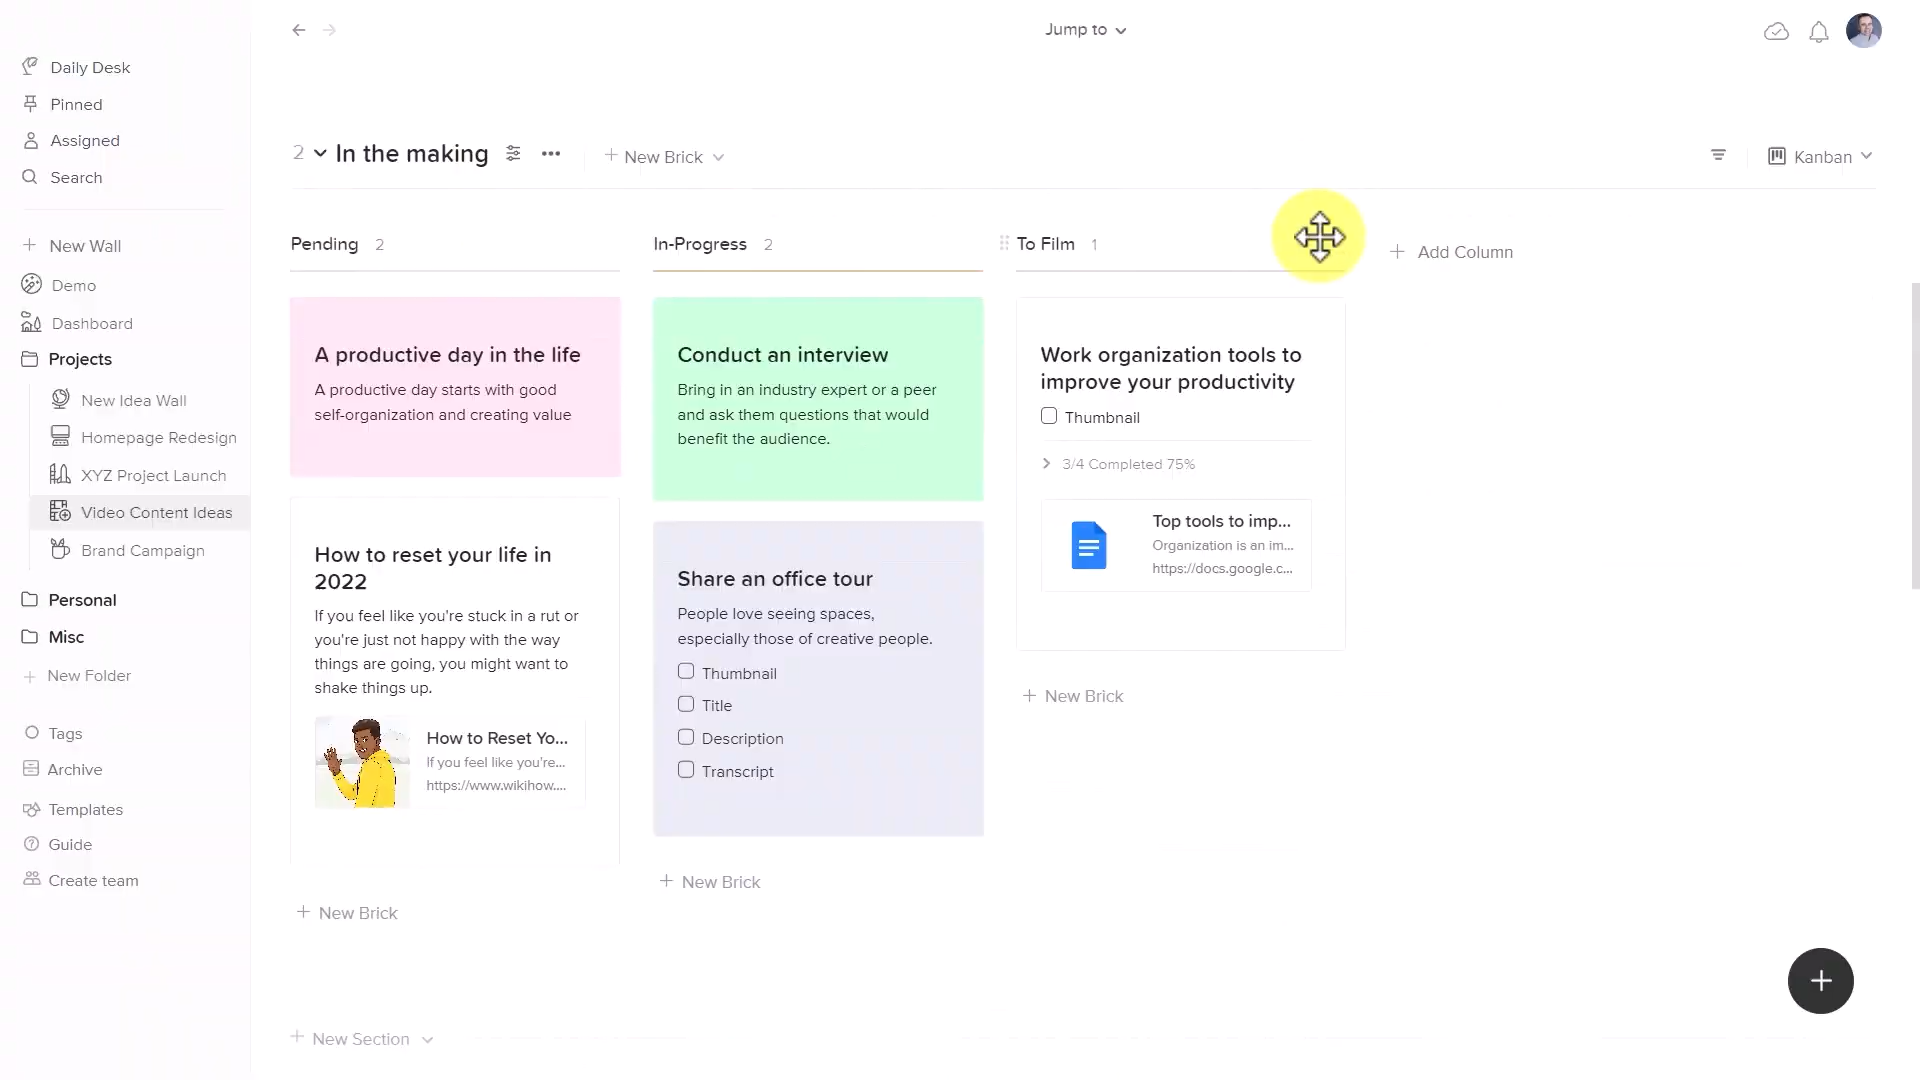 Jump to
Daily Desk
Pinned
Assigned
Search
New Wall
Demo
Dashboard
Projects
New Idea Wall
Homepage Redesign
XYZ Project Launch
Video Content Ideas
Brand Campaign
Personal
Misc
New Folder
Tags
Archive
Templates
Guide
Create team
2 In the making
New Brick
Kanban
Pending 2
A productive day in the life
A productive day starts with good
self-organization and creating value
How to reset your life in
2022
If you feel like you're stuck in a rut or
you're just not happy with the way
things are going, you might want to
shake things up.
How to Reset Yo...
If you feel like you're...
https://www.wikihow....
New Brick
In-Progress 2
Conduct an interview
Bring in an industry expert or a peer
and ask them questions that would
benefit the audience.
Share an office tour
People love seeing spaces,
especially those of creative people.
Thumbnail
Title
Description
Transcript
New Brick
To Film 1
Work organization tools to
improve your productivity
Thumbnail
3/4 Completed 75%
Top tools to imp...
Organization is an im...
https://docs.google.c...
New Brick
Add Column
New Section